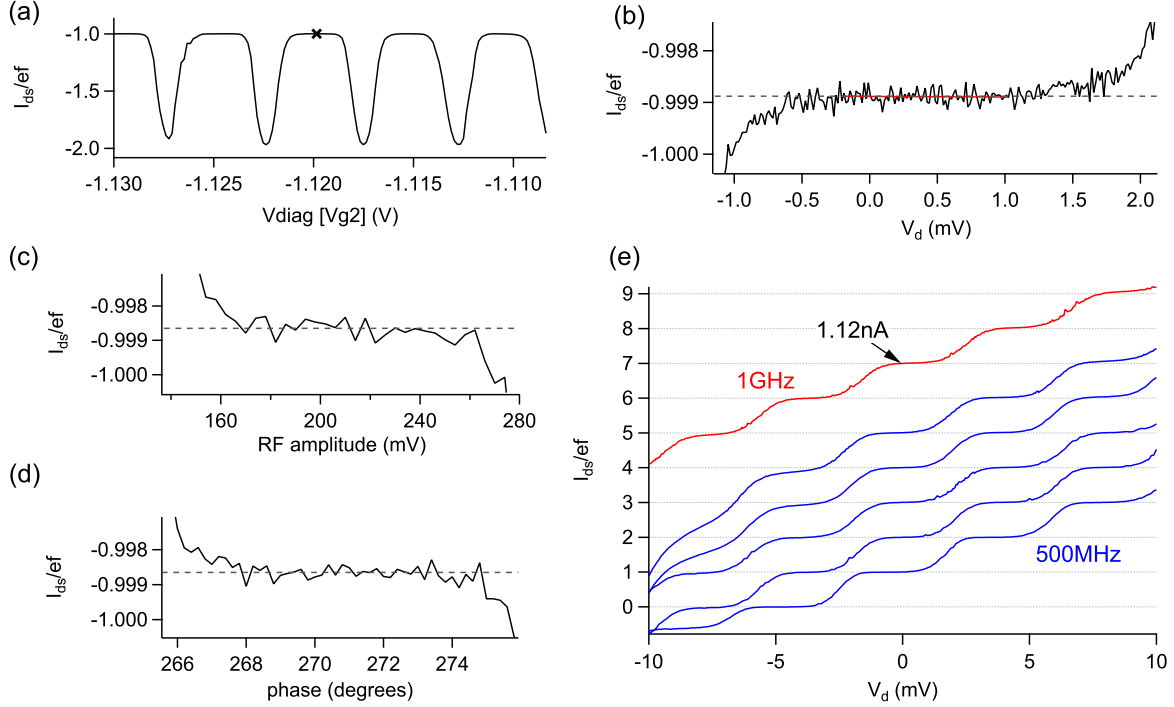 (a)
-1.0
-1.5
-2.0
Ids/ef
-1.130
-1.125
-1.120
-1.115
-1.110
Vdiag [Vg2] (V)
(b)
-0.998
-0.999
-1.000
Ids/ef
-1.0
-0.5
0.0
0.5
1.0
1.5
2.0
Vd (mV)
(c)
-0.998
-0.999
-1.000
Ids/ef
160
200
240
280
RF amplitude (mV)
(d)
-0.998
-0.999
-1.000
Ids/ef
266
268
270
272
274
phase (degrees)
(e)
9
8
7
6
5
4
3
2
1
0
Ids/ef
1.12nA
1GHz
500MHz
-10
-5
0
5
10
Vd (mV)